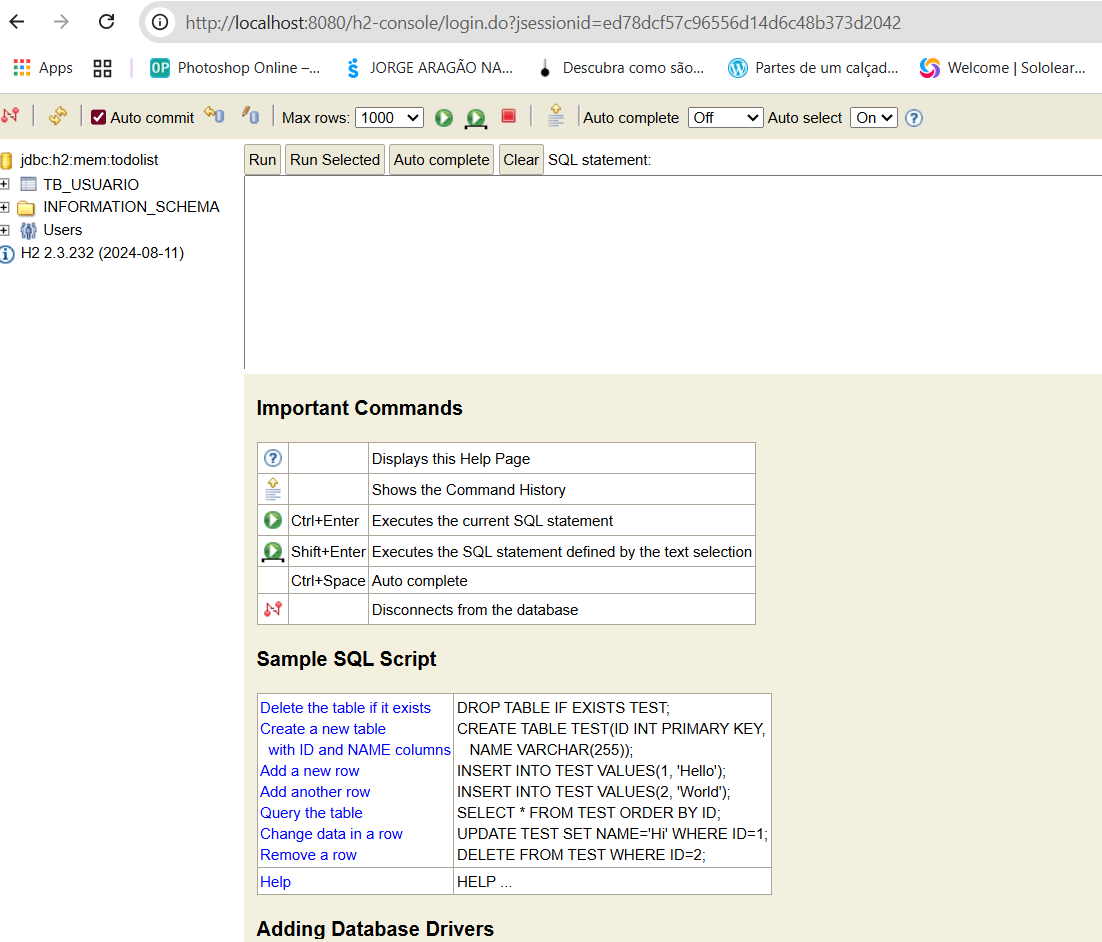 http://localhost:8080/h2-console/login.do?jsessionid=ed78dcf57c96556d14d6c48b373d2042
Apps OP Photoshop Online –... JORGE ARAGÃO NA... Descubra como são... Partes de um calçad... Welcome | Sololear...
Auto commit Max rows: 1000 Auto complete Off Auto select On ?
jdbc:h2:mem:todolist
TB_USUARIO
INFORMATION_SCHEMA
Users
H2 2.3.232 (2024-08-11)
Run Run Selected Auto complete Clear SQL statement:
Important Commands
? Displays this Help Page
Shows the Command History
Ctrl+Enter Executes the current SQL statement
Shift+Enter Executes the SQL statement defined by the text selection
Ctrl+Space Auto complete
Disconnects from the database
Sample SQL Script
Delete the table if it exists DROP TABLE IF EXISTS TEST;
Create a new table CREATE TABLE TEST(ID INT PRIMARY KEY,
with ID and NAME columns NAME VARCHAR(255));
Add a new row INSERT INTO TEST VALUES(1, 'Hello');
Add another row INSERT INTO TEST VALUES(2, 'World');
Query the table SELECT * FROM TEST ORDER BY ID;
Change data in a row UPDATE TEST SET NAME='Hi' WHERE ID=1;
Remove a row DELETE FROM TEST WHERE ID=2;
Help HELP ...
Adding Database Drivers